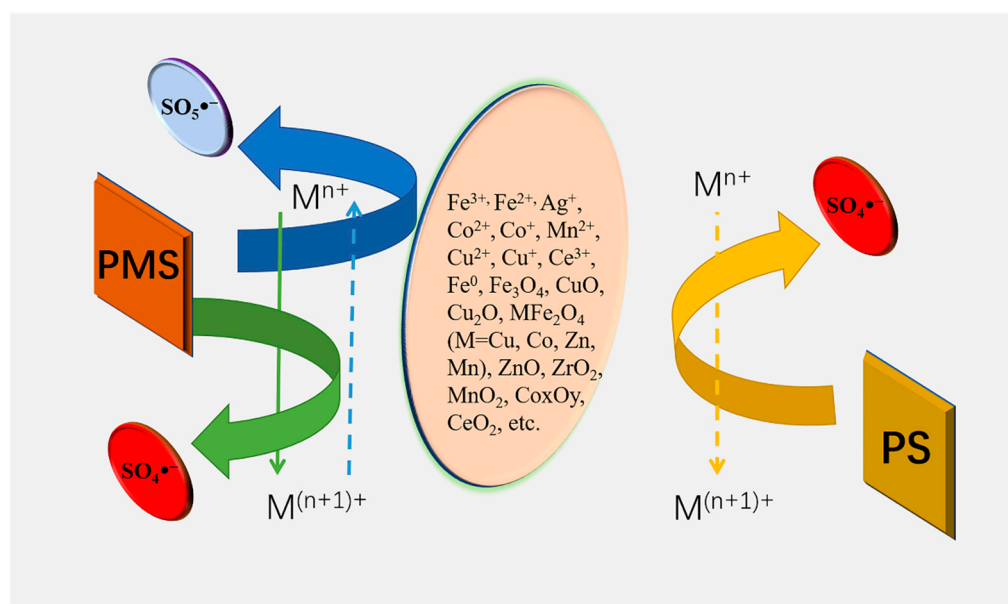 SO₅•⁻
Mⁿ⁺
PMS
SO₄•⁻
M⁽ⁿ⁺¹⁾⁺
Fe³⁺, Fe²⁺, Ag⁺,
Co²⁺, Co⁺, Mn²⁺,
Cu²⁺, Cu⁺, Ce³⁺,
Fe⁰, Fe₃O₄, CuO,
Cu₂O, MFe₂O₄
(M=Cu, Co, Zn,
Mn), ZnO, ZrO₂,
MnO₂, CoxOy,
CeO₂, etc.
Mⁿ⁺
SO₄•⁻
PS
M⁽ⁿ⁺¹⁾⁺